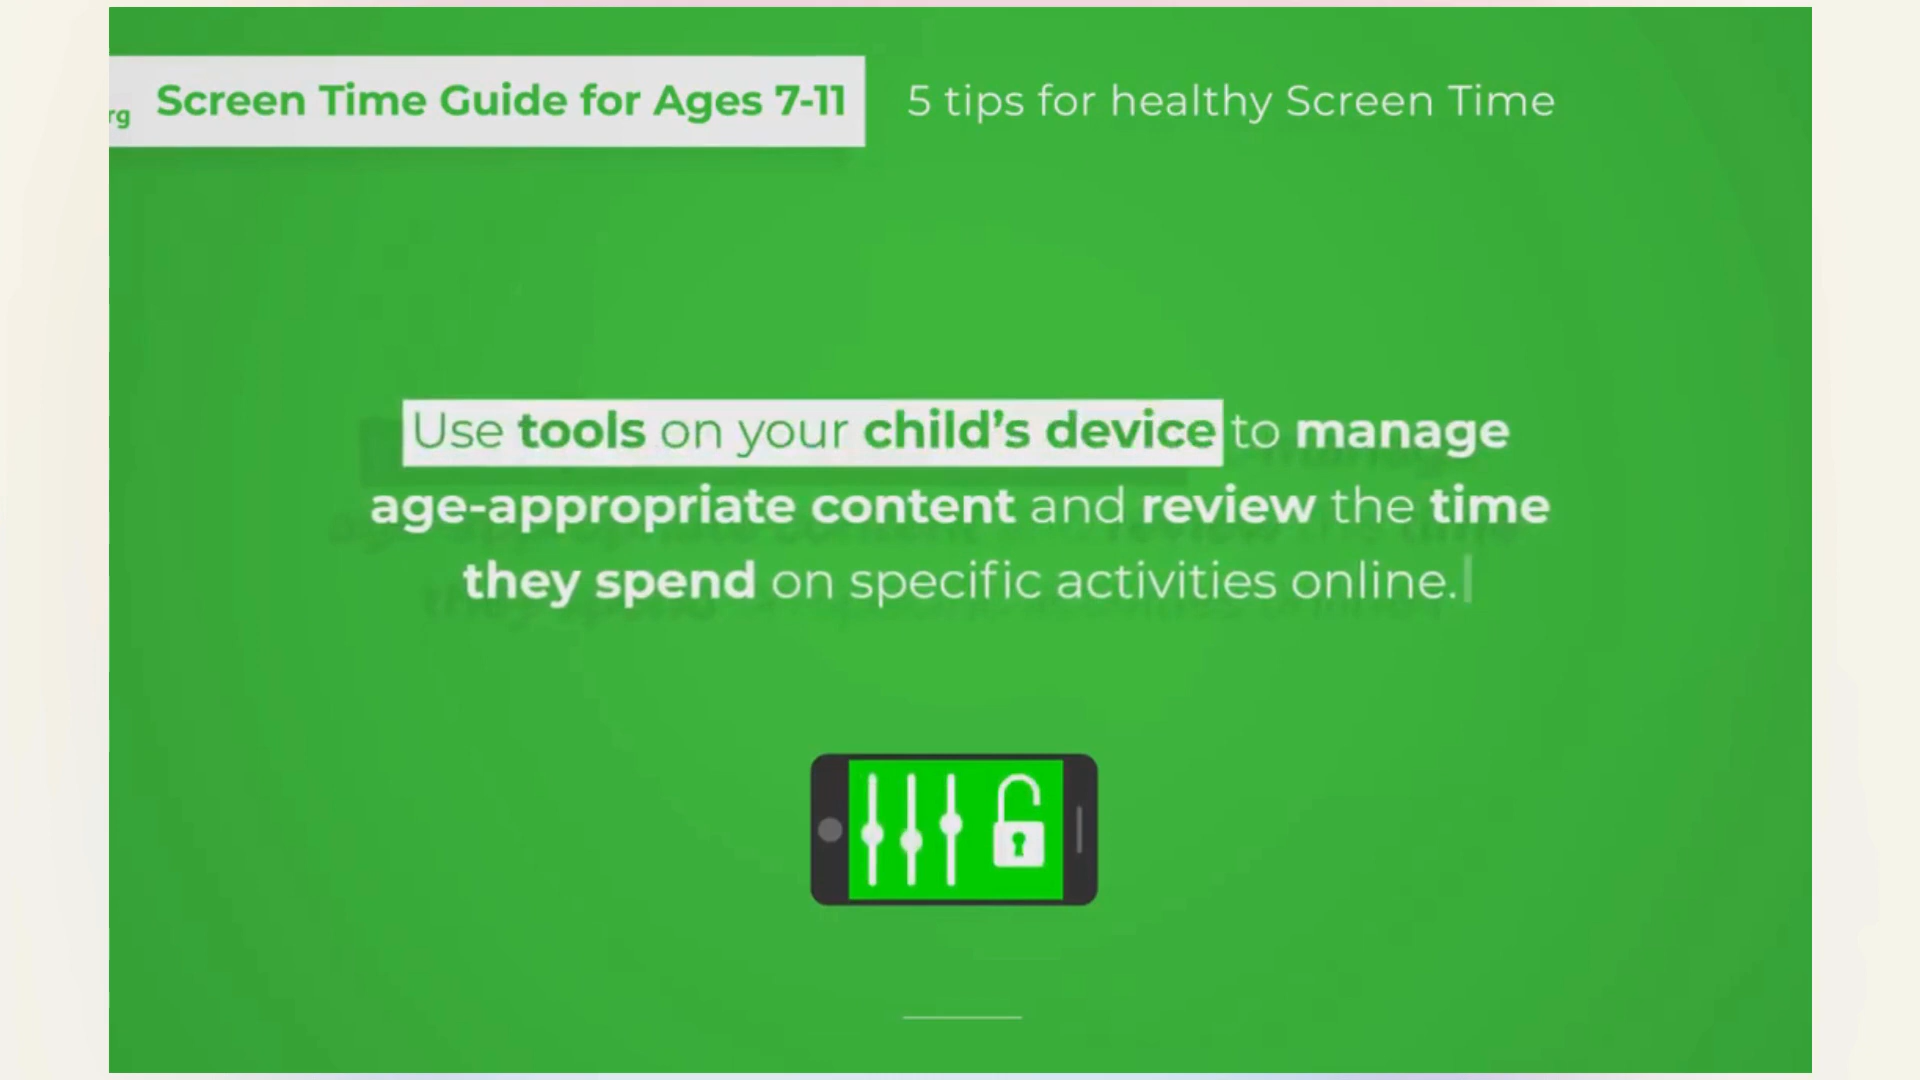 rg Screen Time Guide for Ages 7-11 5 tips for healthy Screen Time
Use tools on your child's device to manage
age-appropriate content and review the time
they spend on specific activities online.